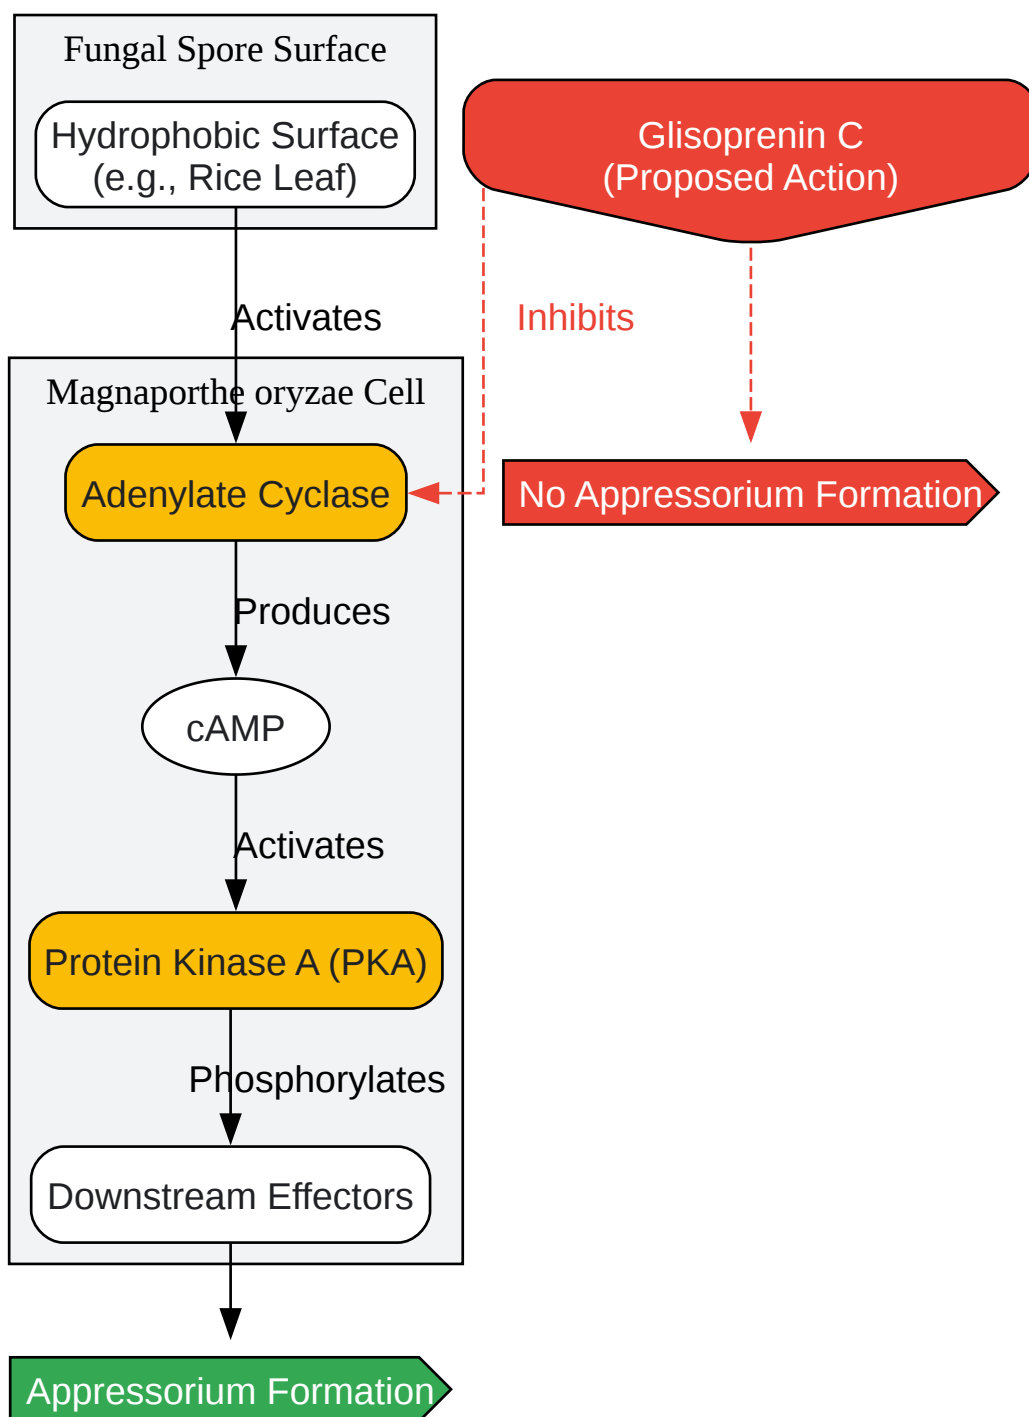 Fungal Spore Surface
Hydrophobic Surface
(e.g., Rice Leaf)
Glisoprenin C
(Proposed Action)
Activates
Inhibits
Magnaporthe oryzae Cell
Adenylate Cyclase
No Appressorium Formation
Produces
cAMP
Activates
Protein Kinase A (PKA)
Phosphorylates
Downstream Effectors
Appressorium Formation